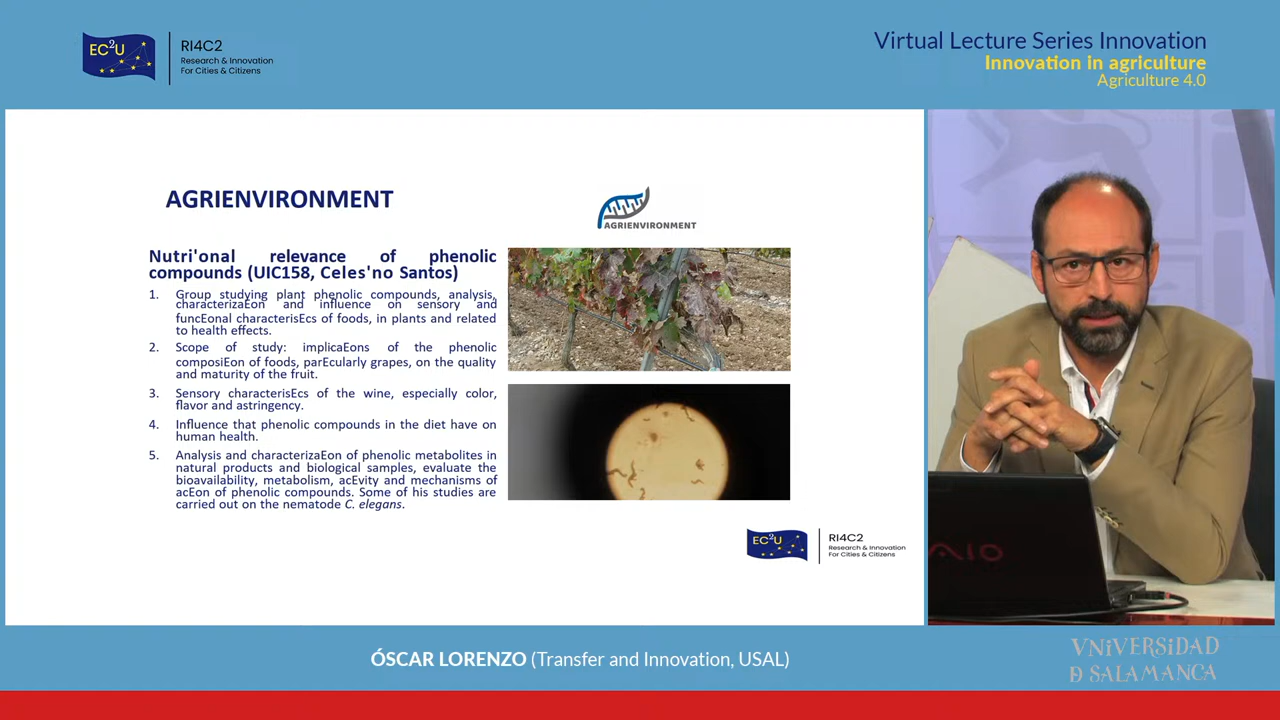 EC2U
RI4C2
Research & Innovation
For Cities & Citizens
Virtual Lecture Series Innovation
Innovation in agriculture
Agriculture 4.0
AGRIENVIRONMENT
AGRIENVIRONMENT
Nutri'onal relevance of phenolic
compounds (UIC158, Celes'no Santos)
1. Group studying plant phenolic compounds, analysis,
characterizaEon and influence on sensory and
funcEonal characterisEcs of foods, in plants and related
to health effects.
2. Scope of study: implicaEons of the phenolic
composiEon of foods, parEcularly grapes, on the quality
and maturity of the fruit.
3. Sensory characterisEcs of the wine, especially color,
flavor and astringency.
4. Influence that phenolic compounds in the diet have on
human health.
5. Analysis and characterizaEon of phenolic metabolites in
natural products and biological samples, evaluate the
bioavailability, metabolism, acEvity and mechanisms of
acEon of phenolic compounds. Some of his studies are
carried out on the nematode C. elegans.
EC2U
RI4C2
Research & Innovation
For Cities & Citizens
VAIO
ÓSCAR LORENZO (Transfer and Innovation, USAL)
VNiVERSiDAD
Ð SALAMANCA